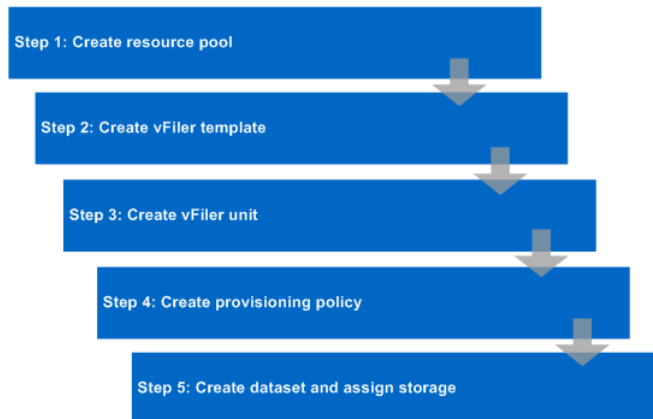 Step 1: Create resource pool
Step 2: Create vFiler template
Step 3: Create vFiler unit
Step 4: Create provisioning policy
Step 5: Create dataset and assign storage